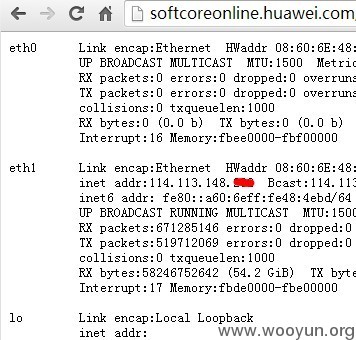 softcoreonline.huawei.com
eth0 Link encap:Ethernet HWaddr 08:60:6E:48:
UP BROADCAST MULTICAST MTU:1500 Metric
RX packets:0 errors:0 dropped:0 overruns
TX packets:0 errors:0 dropped:0 overruns
collisions:0 txqueuelen:1000
RX bytes:0 (0.0 b) TX bytes:0 (0.0 b)
Interrupt:16 Memory:fbee0000-fbf00000
eth1 Link encap:Ethernet HWaddr 08:60:6E:48:
inet addr:114.113.148. Bcast:114.113
inet6 addr: fe80::a60:6eff:fe48:4ebd/64
UP BROADCAST RUNNING MULTICAST MTU:1500
RX packets:671285146 errors:0 dropped:0
TX packets:519712069 errors:0 dropped:0
collisions:0 txqueuelen:1000
RX bytes:58246752642 (54.2 GiB) TX bytes
Interrupt:17 Memory:fbde0000-fbe00000
lo Link encap:Local Loopback
inet addr:
www.wooyun.org